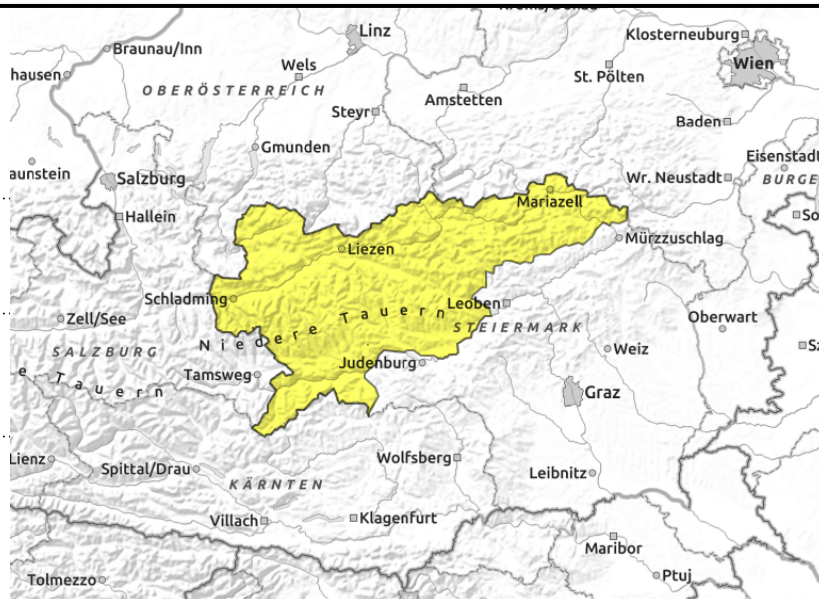 Linz
Klosterneuburg
Braunau/Inn
Wien
hausen
Wels
St. Pölten
OBERÖSTERREICH
Amstetten
Steyr
Baden
Gmunden
Eisenstadt
aunstein
Salzburg
Wr. Neustadt
BURGE
Mariazell
Hallein
So
Mürzzuschlag
Liezen
Schladming
Leoben
Zell/See
Niedere Tauern
STEIERMARK
Oberwart
SALZBURG
Weiz
Sz
Judenburg
Tamsweg
e Tauern
Graz
Wolfsberg
Lienz
Spittal/Drau
Leibnitz
KÄRNTEN
Villach
Klagenfurt
Maribor
Tolmezzo
Ptuj